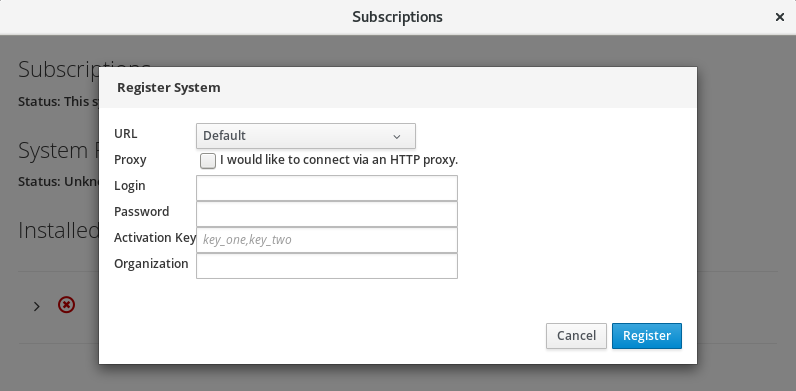 Subscriptions
Subscriptions
Status: This
Register System
URL Default
Proxy I would like to connect via an HTTP proxy.
System
Login
Status:
Password
Installed
Activation Key key_one,key_two
Organization
Cancel Register